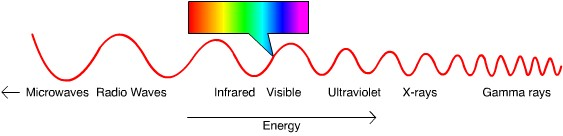 Microwaves Radio Waves Infrared Visible Ultraviolet X-rays Gamma rays
Energy